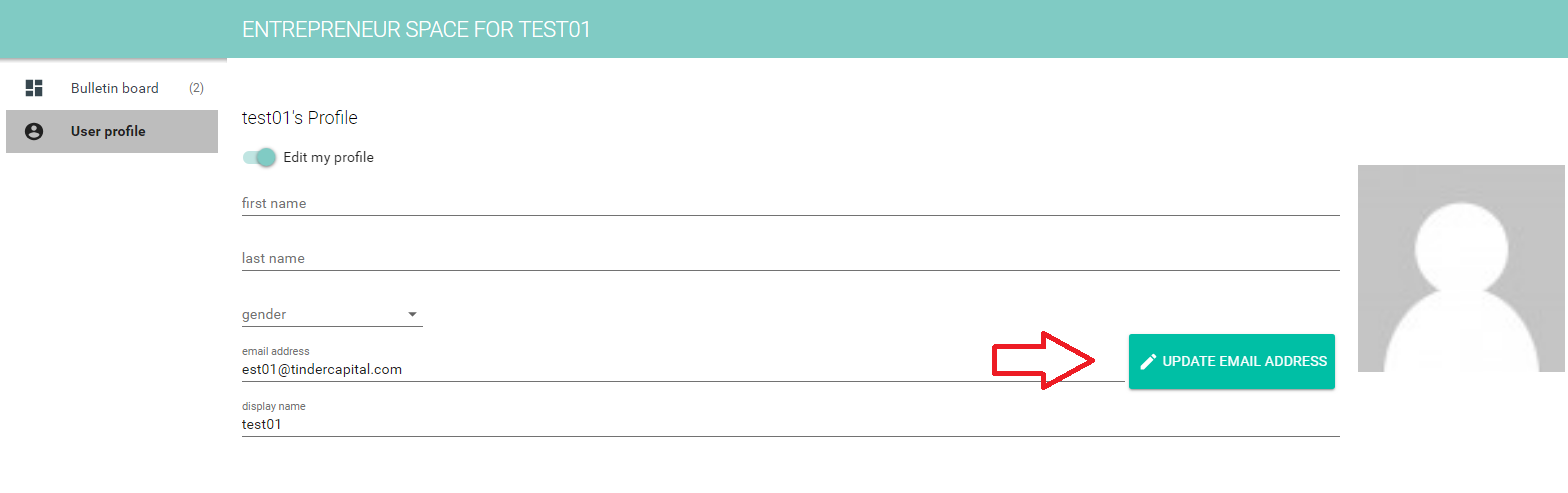 ENTREPRENEUR SPACE FOR TEST01
Bulletin board (2)
User profile
test01's Profile
Edit my profile
first name
last name
gender
email address
est01@tindercapital.com
UPDATE EMAIL ADDRESS
display name
test01